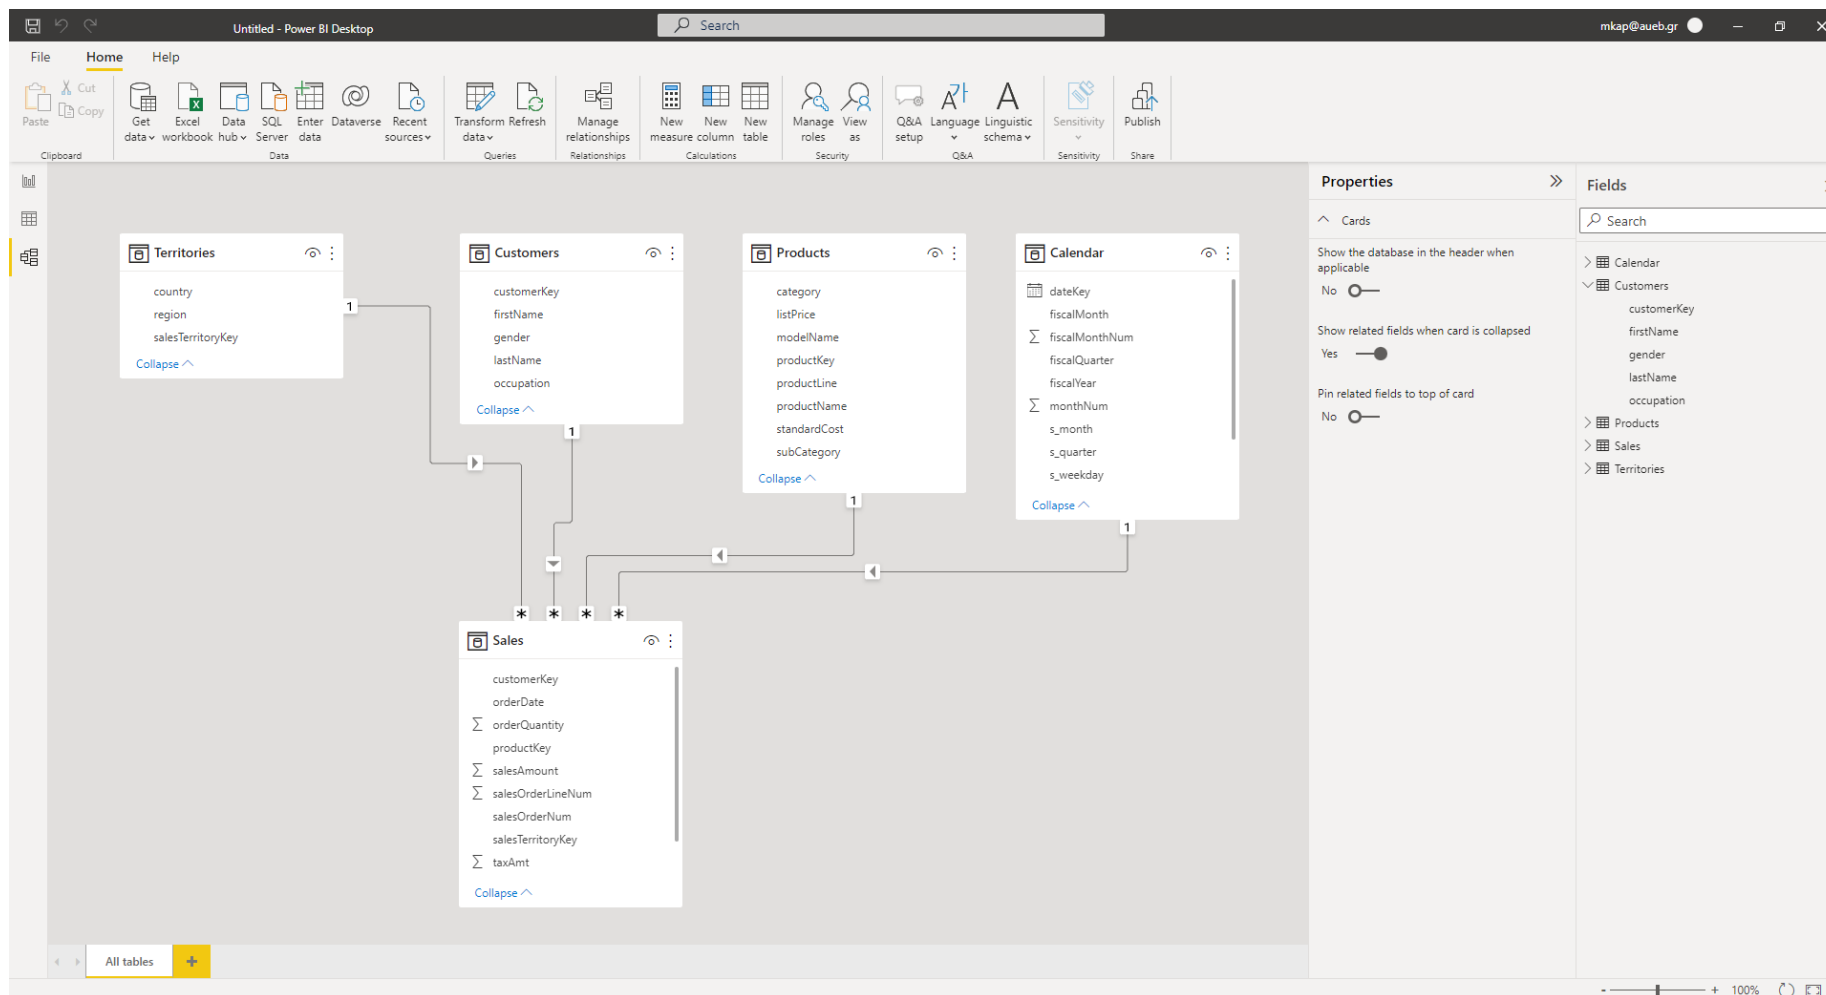 Untitled - Power BI Desktop
Search
mkap@aueb.gr
File Home Help
Paste
Cut
Copy
Clipboard
Get data
Excel workbook
Data hub
SQL Server
Enter data
Dataverse
Recent sources
Data
Transform data
Refresh
Queries
Manage relationships
Relationships
New measure
New column
New table
Calculations
Manage roles
View as
Security
Q&A setup
Language
Linguistic schema
Q&A
Sensitivity
Sensitivity
Publish
Share
Territories
country
region
salesTerritoryKey
Collapse
1
Customers
customerKey
firstName
gender
lastName
occupation
Collapse
1
Products
category
listPrice
modelName
productKey
productLine
productName
standardCost
subCategory
Collapse
1
Calendar
dateKey
fiscalMonth
∑ fiscalMonthNum
fiscalQuarter
fiscalYear
∑ monthNum
s_month
s_quarter
s_weekday
Collapse
1
* * * *
Sales
customerKey
orderDate
∑ orderQuantity
productKey
∑ salesAmount
∑ salesOrderLineNum
salesOrderNum
salesTerritoryKey
∑ taxAmt
Collapse
Properties
Cards
Show the database in the header when
applicable
No
Show related fields when card is collapsed
Yes
Pin related fields to top of card
No
Fields
Search
Calendar
Customers
customerKey
firstName
gender
lastName
occupation
Products
Sales
Territories
All tables
+
- + 100%